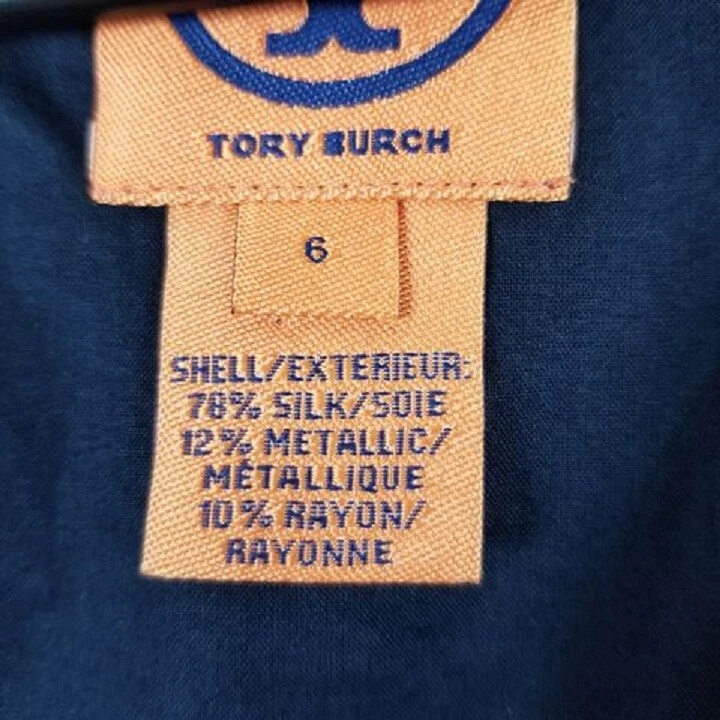 TORY BURCH
6
SHELL/EXTERIEUR:
78% SILK/SOIE
12% METALLIC/
MÉTALLIQUE
10% RAYON/
RAYONNE